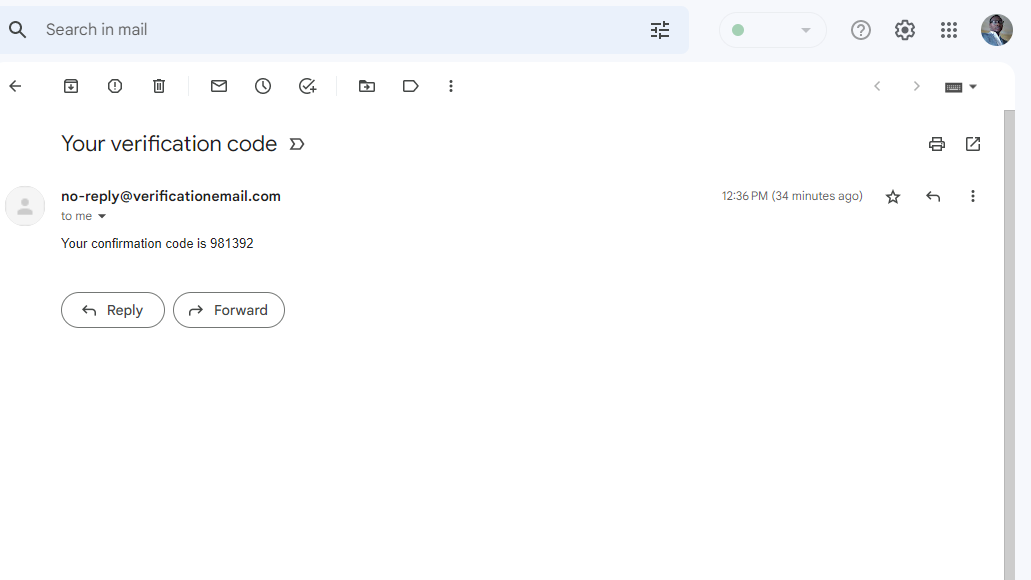 Search in mail
Your verification code
no-reply@verificationemail.com
12:36 PM (34 minutes ago)
to me
Your confirmation code is 981392
Reply
Forward